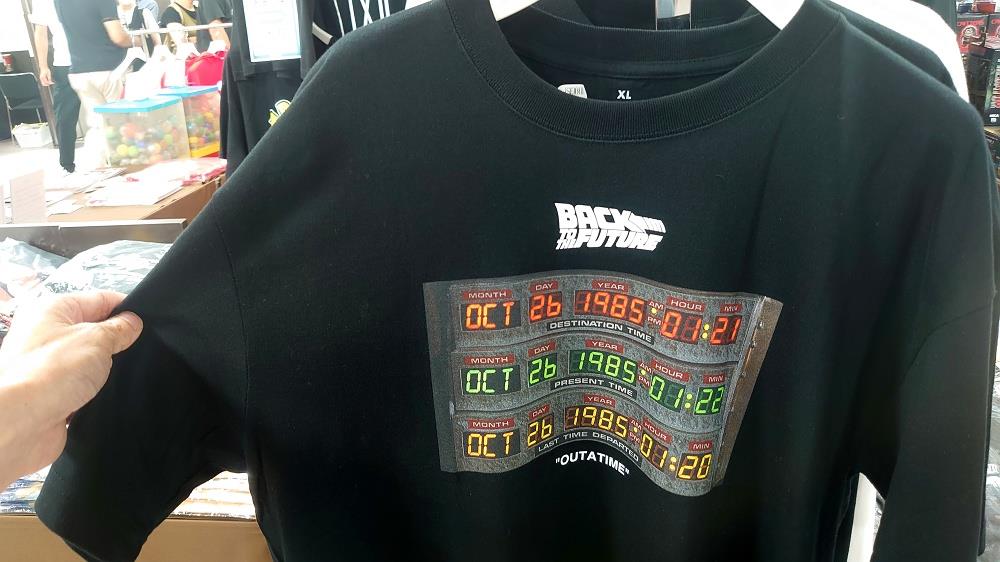 XL
BACK TO THE FUTURE
MONTH DAY YEAR HOUR MIN
OCT 26 1985 AM PM 01:21
DESTINATION TIME
MONTH DAY YEAR HOUR MIN
OCT 26 1985 AM PM 01:22
PRESENT TIME
MONTH DAY YEAR HOUR MIN
OCT 26 1985 AM PM 01:20
LAST TIME DEPARTED
"OUTATIME"